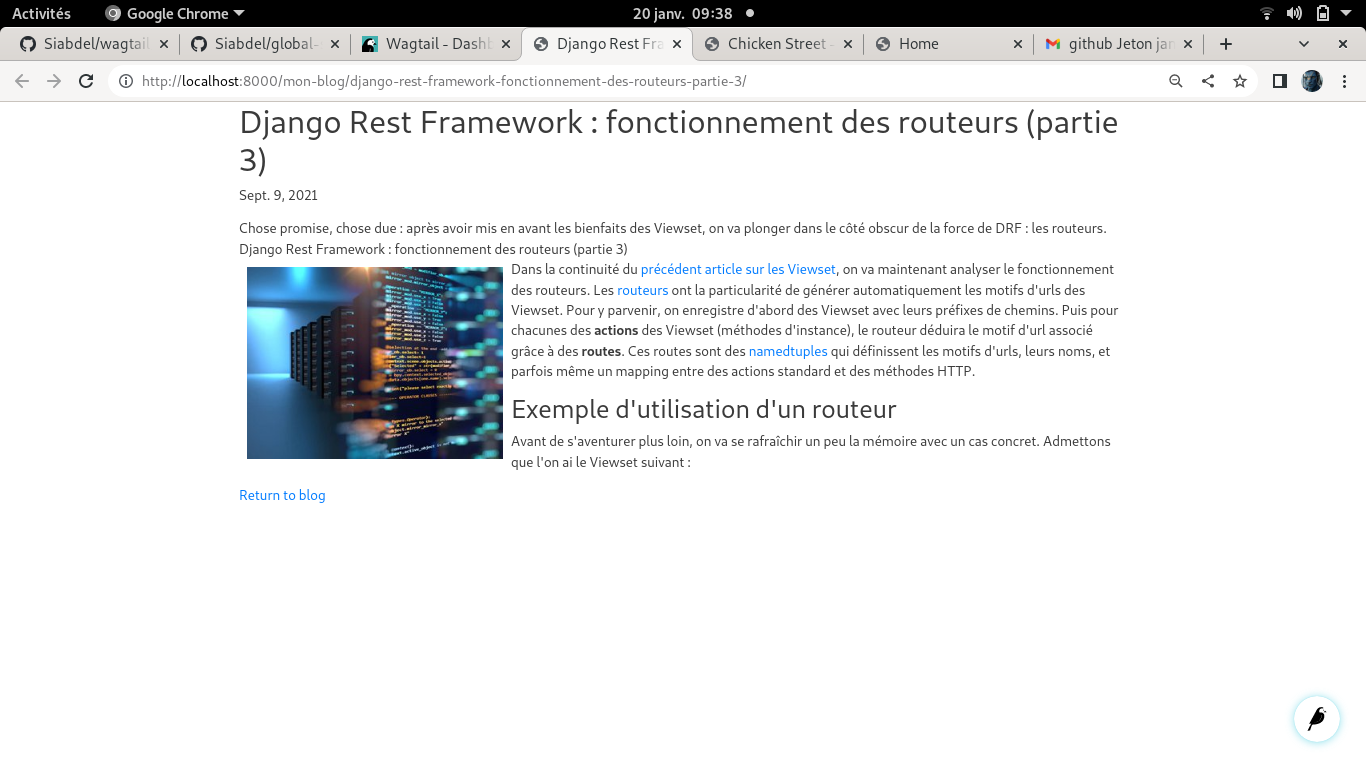 Activités
Google Chrome
20 janv. 09:38
Siabdel/wagtail
Siabdel/global-
Wagtail - Dashb
Django Rest Fra
Chicken Street -
Home
github Jeton jan
http://localhost:8000/mon-blog/django-rest-framework-fonctionnement-des-routeurs-partie-3/
Django Rest Framework : fonctionnement des routeurs (partie
3)
Sept. 9, 2021
Chose promise, chose due : après avoir mis en avant les bienfaits des Viewset, on va plonger dans le côté obscur de la force de DRF : les routeurs.
Django Rest Framework : fonctionnement des routeurs (partie 3)
Dans la continuité du précédent article sur les Viewset, on va maintenant analyser le fonctionnement
des routeurs. Les routeurs ont la particularité de générer automatiquement les motifs d'urls des
Viewset. Pour y parvenir, on enregistre d'abord des Viewset avec leurs préfixes de chemins. Puis pour
chacunes des actions des Viewset (méthodes d'instance), le routeur déduira le motif d'url associé
grâce à des routes. Ces routes sont des namedtuples qui définissent les motifs d'urls, leurs noms, et
parfois même un mapping entre des actions standard et des méthodes HTTP.
Exemple d'utilisation d'un routeur
Avant de s'aventurer plus loin, on va se rafraîchir un peu la mémoire avec un cas concret. Admettons
que l'on ai le Viewset suivant :
Return to blog